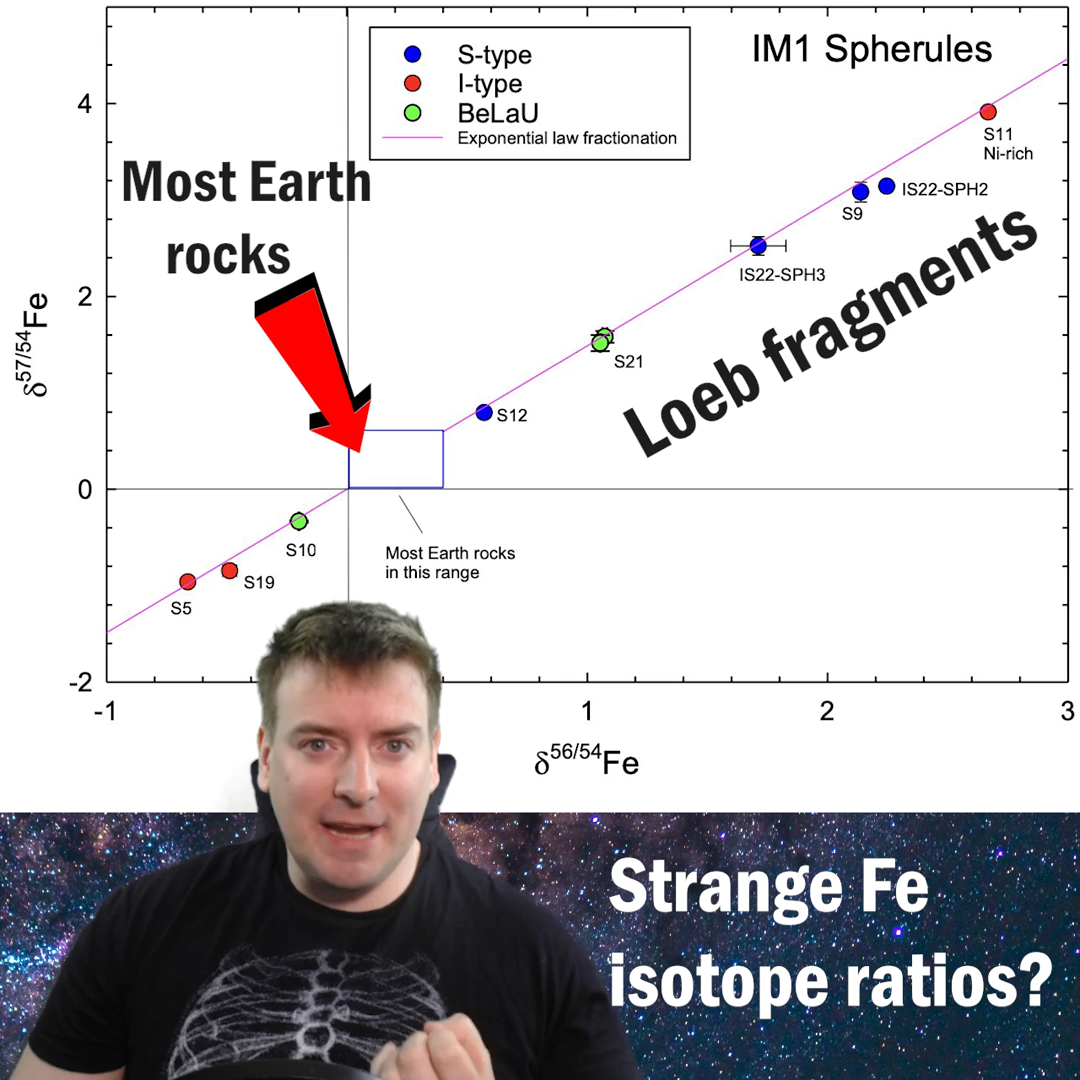 IM1 Spherules
S-type
I-type
BeLaU
Exponential law fractionation
Most Earth
rocks
Loeb fragments
S11
Ni-rich
IS22-SPH2
S9
IS22-SPH3
S21
S12
S10
S19
S5
Most Earth rocks
in this range
4
2
0
-2
-1
1
2
3
δ57/54Fe
δ56/54Fe
Strange Fe
isotope ratios?